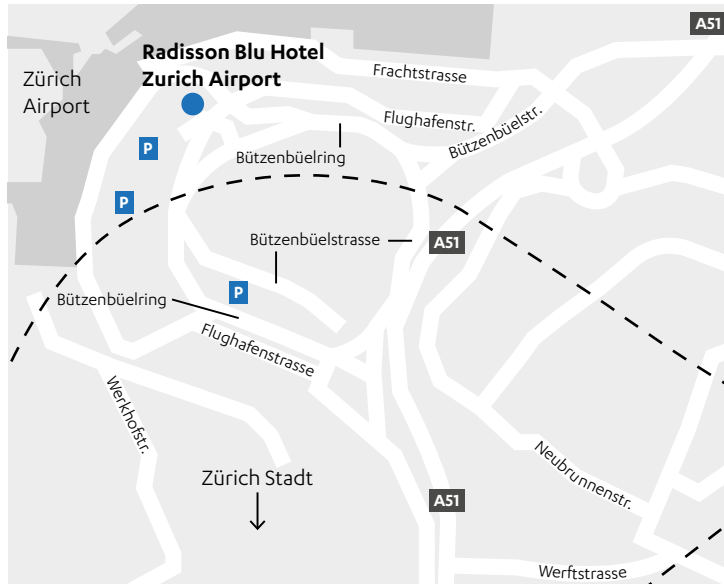 A51
Radisson Blu Hotel
Zurich Airport
Zürich
Airport
Frachtstrasse
Flughafenstr.
Bützenbüelstr.
P
Bützenbüelring
P
Bützenbüelstrasse
A51
P
Bützenbüelring
Flughafenstrasse
Werkhofstr.
Neubrunnenstr.
Zürich Stadt
A51
Werftstrasse